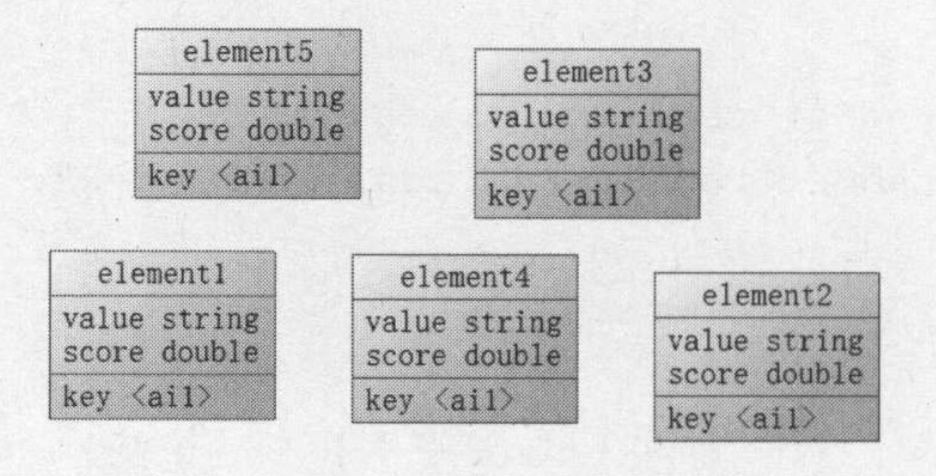 element5
value string
score double
key <ail>
element3
value string
score double
key <ail>
element1
value string
score double
key <ail>
element4
value string
score double
key <ail>
element2
value string
score double
key <ail>